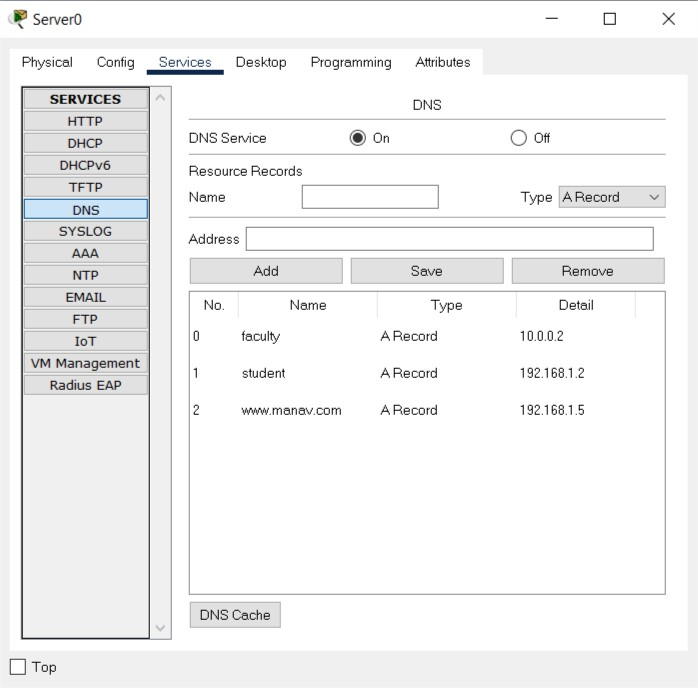 Server0
Physical Config Services Desktop Programming Attributes
SERVICES
HTTP
DHCP
DHCPv6
TFTP
DNS
SYSLOG
AAA
NTP
EMAIL
FTP
IoT
VM Management
Radius EAP
DNS
DNS Service On Off
Resource Records
Name Type A Record
Address
Add Save Remove
No. Name Type Detail
0 faculty A Record 10.0.0.2
1 student A Record 192.168.1.2
2 www.manav.com A Record 192.168.1.5
DNS Cache
Top